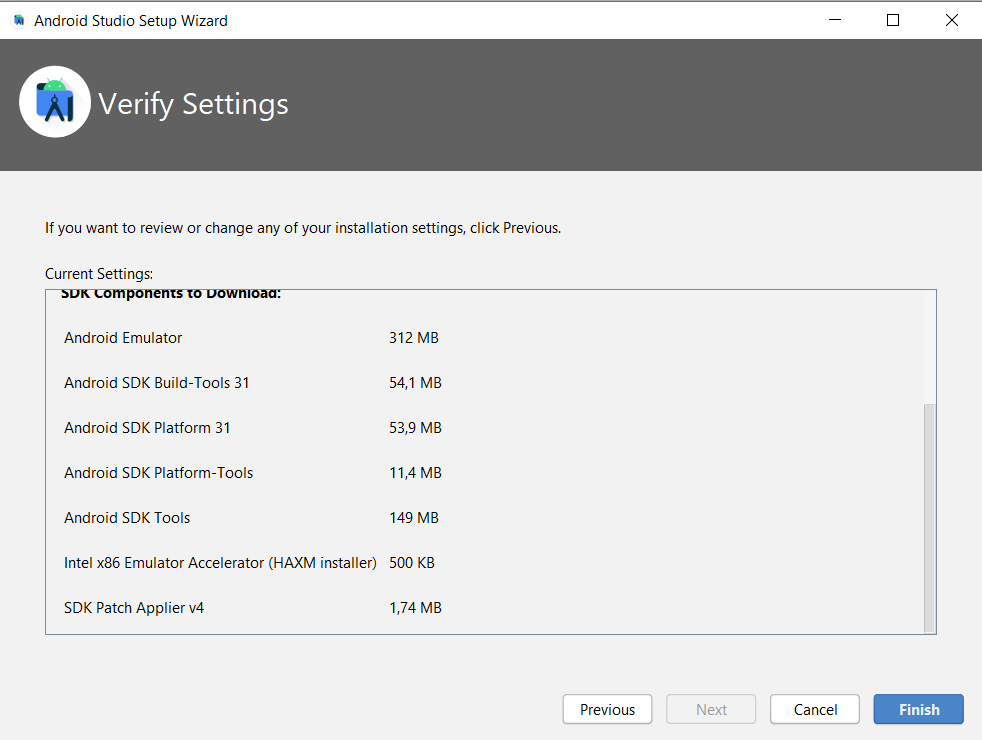 Android Studio Setup Wizard
Verify Settings
If you want to review or change any of your installation settings, click Previous.
Current Settings:
SDK Components to Download:
Android Emulator 312 MB
Android SDK Build-Tools 31 54,1 MB
Android SDK Platform 31 53,9 MB
Android SDK Platform-Tools 11,4 MB
Android SDK Tools 149 MB
Intel x86 Emulator Accelerator (HAXM installer) 500 KB
SDK Patch Applier v4 1,74 MB
Previous Next Cancel Finish